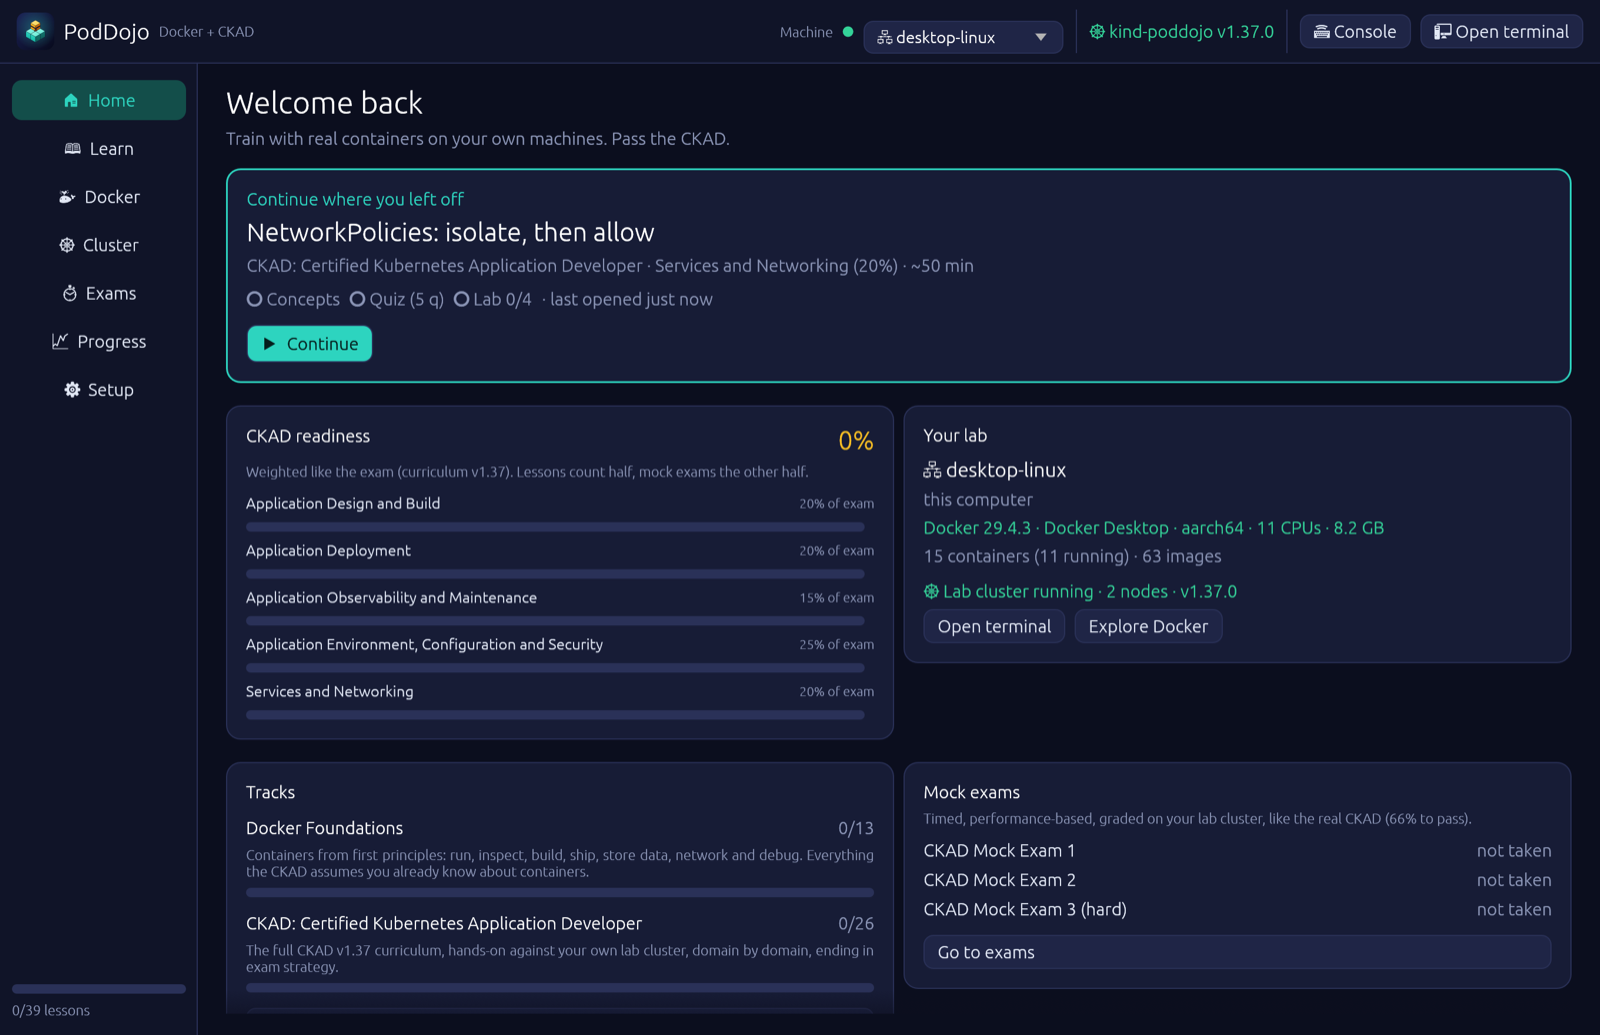 PodDojo Docker + CKAD
Machine desktop-linux kind-poddojo v1.37.0 Console Open terminal
Home
Learn
Docker
Cluster
Exams
Progress
Setup
0/39 lessons
Welcome back
Train with real containers on your own machines. Pass the CKAD.
Continue where you left off
NetworkPolicies: isolate, then allow
CKAD: Certified Kubernetes Application Developer · Services and Networking (20%) · ~50 min
Concepts Quiz (5 q) Lab 0/4 · last opened just now
Continue
CKAD readiness 0%
Weighted like the exam (curriculum v1.37). Lessons count half, mock exams the other half.
Application Design and Build 20% of exam
Application Deployment 20% of exam
Application Observability and Maintenance 15% of exam
Application Environment, Configuration and Security 25% of exam
Services and Networking 20% of exam
Your lab
desktop-linux
this computer
Docker 29.4.3 · Docker Desktop · aarch64 · 11 CPUs · 8.2 GB
15 containers (11 running) · 63 images
Lab cluster running · 2 nodes · v1.37.0
Open terminal Explore Docker
Tracks
Docker Foundations 0/13
Containers from first principles: run, inspect, build, ship, store data, network and debug. Everything
the CKAD assumes you already know about containers.
CKAD: Certified Kubernetes Application Developer 0/26
The full CKAD v1.37 curriculum, hands-on against your own lab cluster, domain by domain, ending in
exam strategy.
Mock exams
Timed, performance-based, graded on your lab cluster, like the real CKAD (66% to pass).
CKAD Mock Exam 1 not taken
CKAD Mock Exam 2 not taken
CKAD Mock Exam 3 (hard) not taken
Go to exams